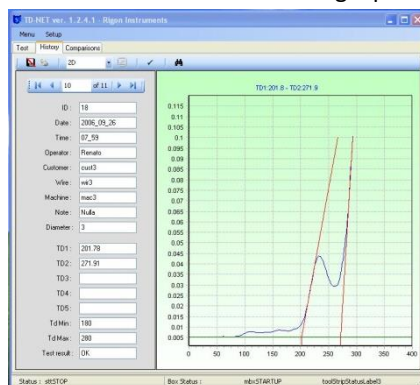 TD-NET ver. 1.2.4.1 - Rigon Instruments
Menu Setup
Test History Comparisons
2D
10 of 11
ID : 18
Date : 2006_09_26
Time : 07_59
Operator : Renato
Customer : cust3
Wire : wii3
Machine : mac3
Note : Nulla
Diameter : 3
TD1 : 201.78
TD2 : 271.91
TD3 :
TD4 :
TD5 :
Td Min : 180
Td Max : 280
Test result : OK
TD1:201.8 - TD2:271.9
0.115
0.11
0.105
0.1
0.095
0.09
0.085
0.08
0.075
0.07
0.065
0.06
0.055
0.05
0.045
0.04
0.035
0.03
0.025
0.02
0.015
0.01
0.005
0 50 100 150 200 250 300 350 400
Status : sttSTOP Box Status : mbxSTARTUP toolStripStatusLabel3